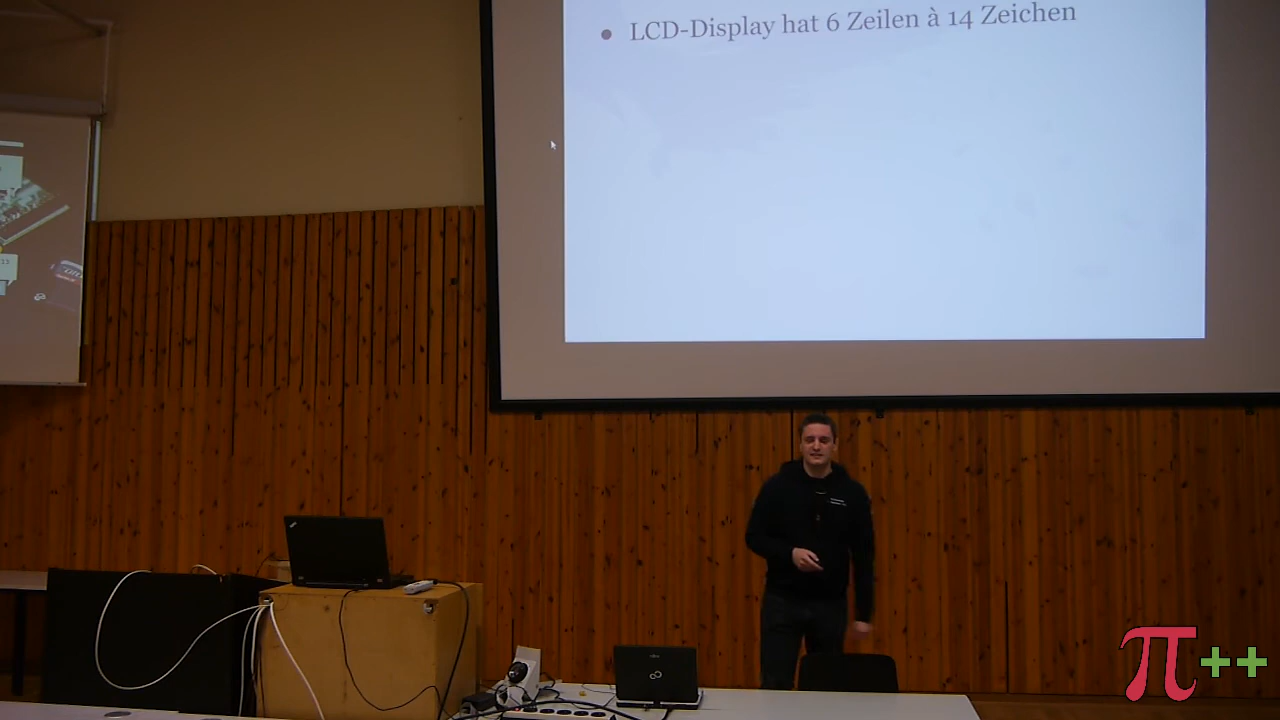 • LCD-Display hat 6 Zeilen à 14 Zeichen
π++